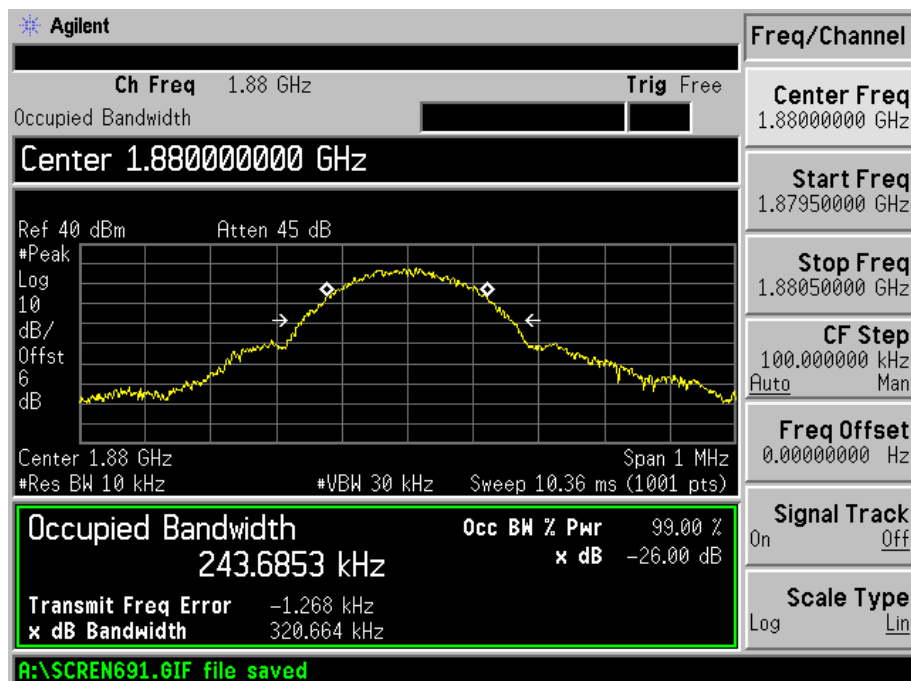 Agilent
Freq/Channel
Ch Freq 1.88 GHz Trig Free
Occupied Bandwidth
Center 1.880000000 GHz
Ref 40 dBm Atten 45 dB
#Peak
Log
10
dB/
Offst
6
dB
Center 1.88 GHz Span 1 MHz
#Res BW 10 kHz #VBW 30 kHz Sweep 10.36 ms (1001 pts)
Occupied Bandwidth
243.6853 kHz
Occ BW % Pwr 99.00 %
x dB -26.00 dB
Transmit Freq Error -1.268 kHz
x dB Bandwidth 320.664 kHz
A:\SCREN691.GIF file saved
Center Freq
1.88000000 GHz
Start Freq
1.87950000 GHz
Stop Freq
1.88050000 GHz
CF Step
100.000000 kHz
Auto Man
Freq Offset
0.00000000 Hz
Signal Track
On Off
Scale Type
Log Lin